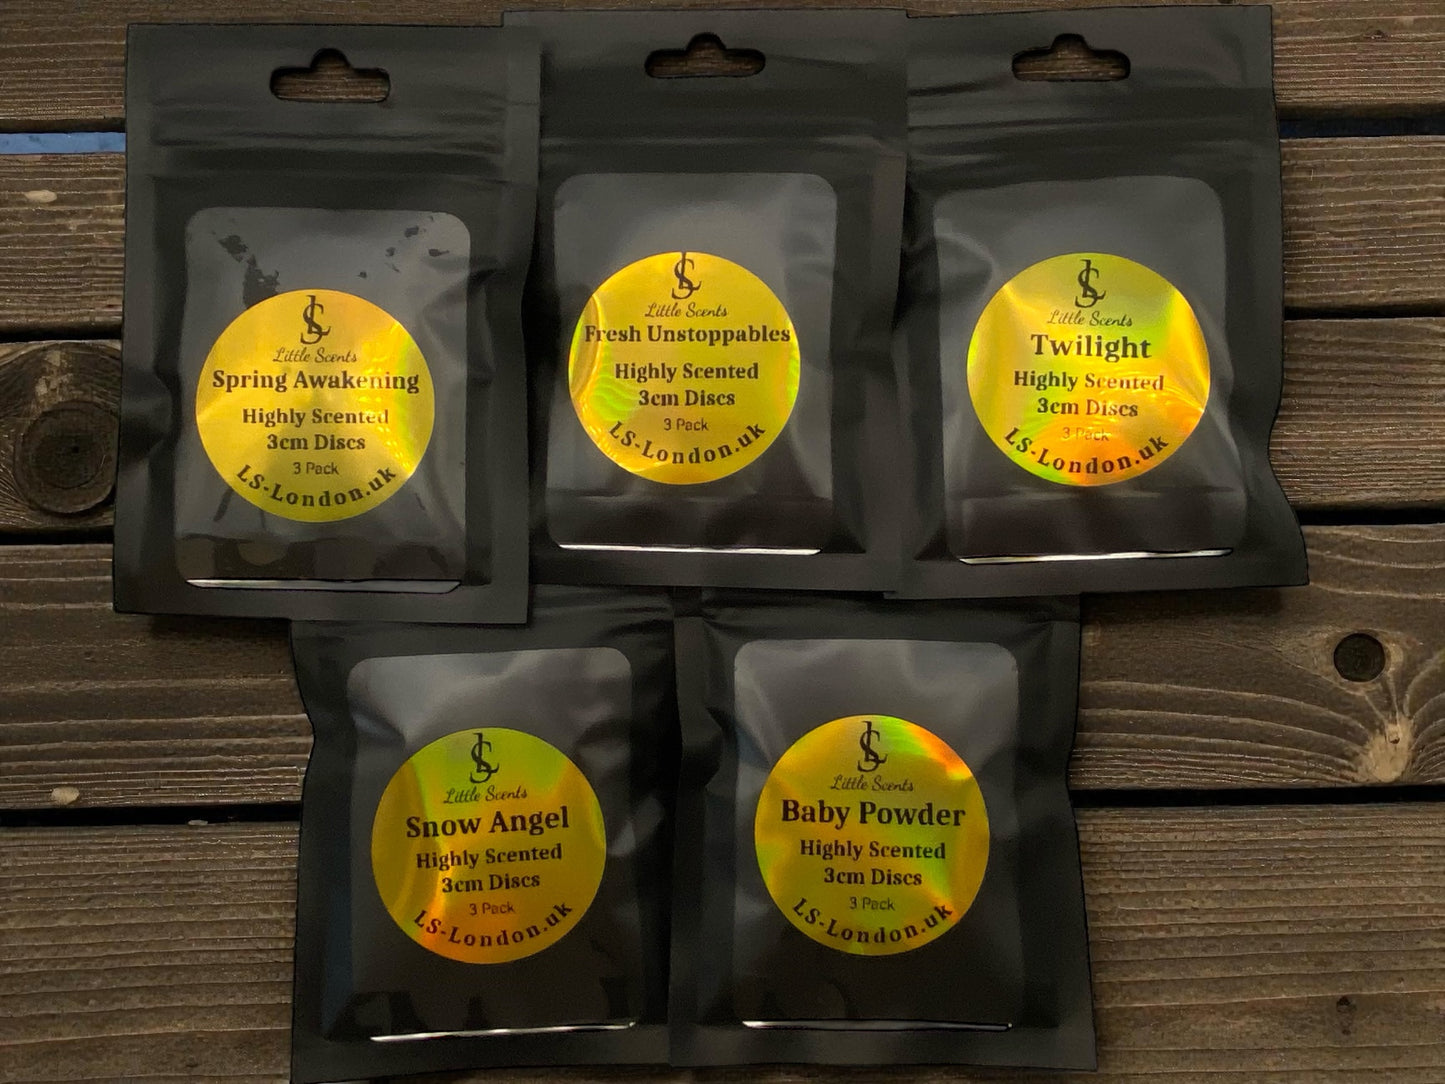 LS
Little Scents
Spring Awakening
Highly Scented
3cm Discs
3 Pack
LS-London.uk
LS
Little Scents
Fresh Unstoppables
Highly Scented
3cm Discs
3 Pack
LS-London.uk
LS
Little Scents
Twilight
Highly Scented
3cm Discs
3 Pack
LS-London.uk
LS
Little Scents
Snow Angel
Highly Scented
3cm Discs
3 Pack
LS-London.uk
LS
Little Scents
Baby Powder
Highly Scented
3cm Discs
3 Pack
LS-London.uk